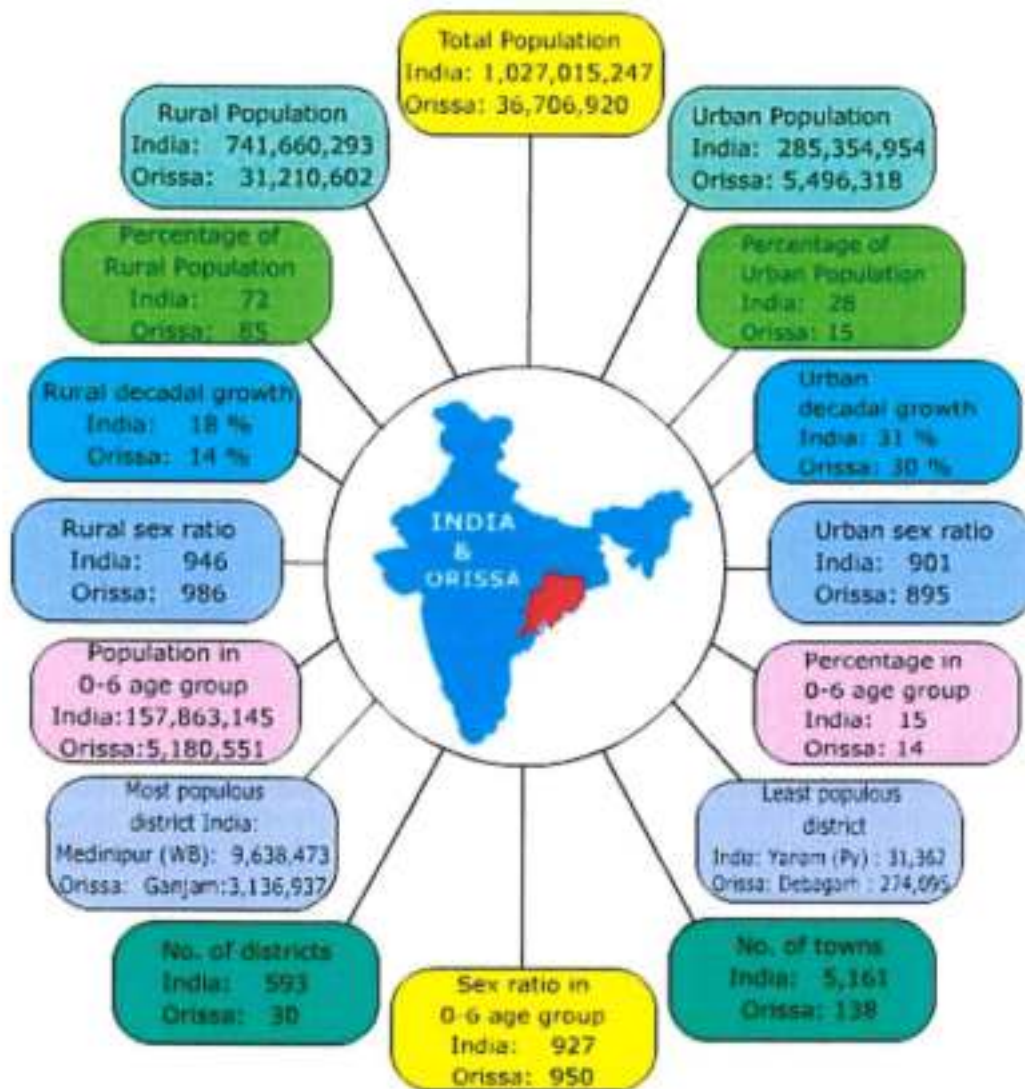 Total Population
India: 1,027,015,247
Orissa: 36,706,920
Rural Population
India: 741,660,293
Orissa: 31,210,602
Urban Population
India: 285,354,954
Orissa: 5,496,318
Percentage of
Rural Population
India: 72
Orissa: 85
Percentage of
Urban Population
India: 28
Orissa: 15
Rural decadal growth
India: 18 %
Orissa: 14 %
Urban
decadal growth
India: 31 %
Orissa: 30 %
Rural sex ratio
India: 946
Orissa: 986
INDIA
&
ORISSA
Urban sex ratio
India: 901
Orissa: 895
Population in
0-6 age group
India:157,863,145
Orissa:5,180,551
Percentage in
0-6 age group
India: 15
Orissa: 14
Most populous
district India:
Medinipur (WB): 9,638,473
Orissa: Ganjam:3,136,937
Least populous
district
India: Yanam (Py) : 31,362
Orissa: Debagarh : 274,095
No. of districts
India: 593
Orissa: 30
Sex ratio in
0-6 age group
India: 927
Orissa: 950
No. of towns
India: 5,161
Orissa: 138